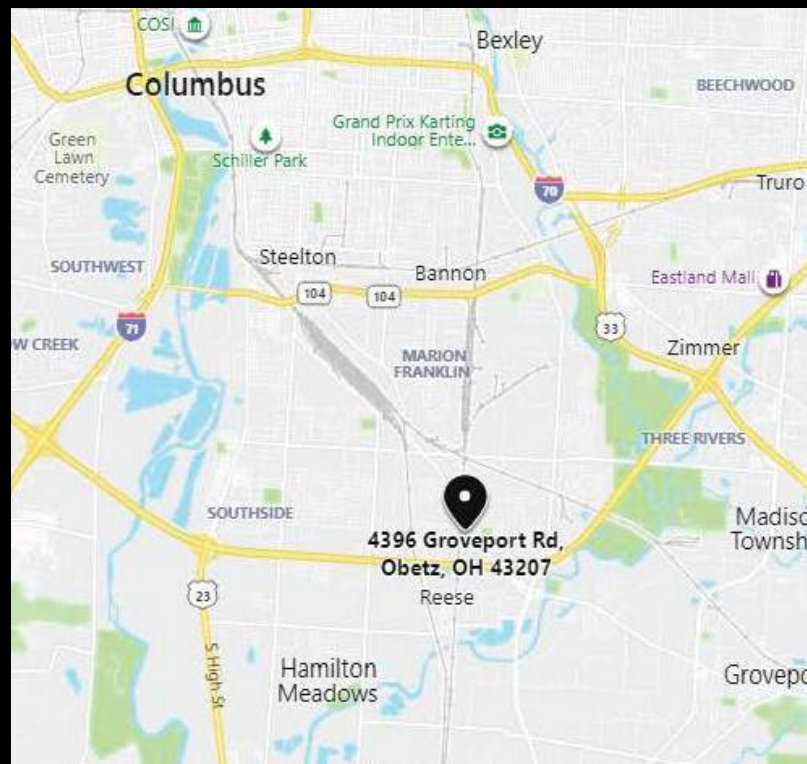 COSI
Bexley
Columbus
BEECHWOOD
Green
Lawn
Cemetery
Schiller Park
Grand Prix Karting
Indoor Ente...
70
Truro
SOUTHWEST
Steelton
Bannon
Eastland Mall
104
104
71
33
OW CREEK
MARION
FRANKLIN
Zimmer
THREE RIVERS
SOUTHSIDE
4396 Groveport Rd,
Obetz, OH 43207
Madisc
Townsh
23
Reese
S High St
Hamilton
Meadows
Grovepo